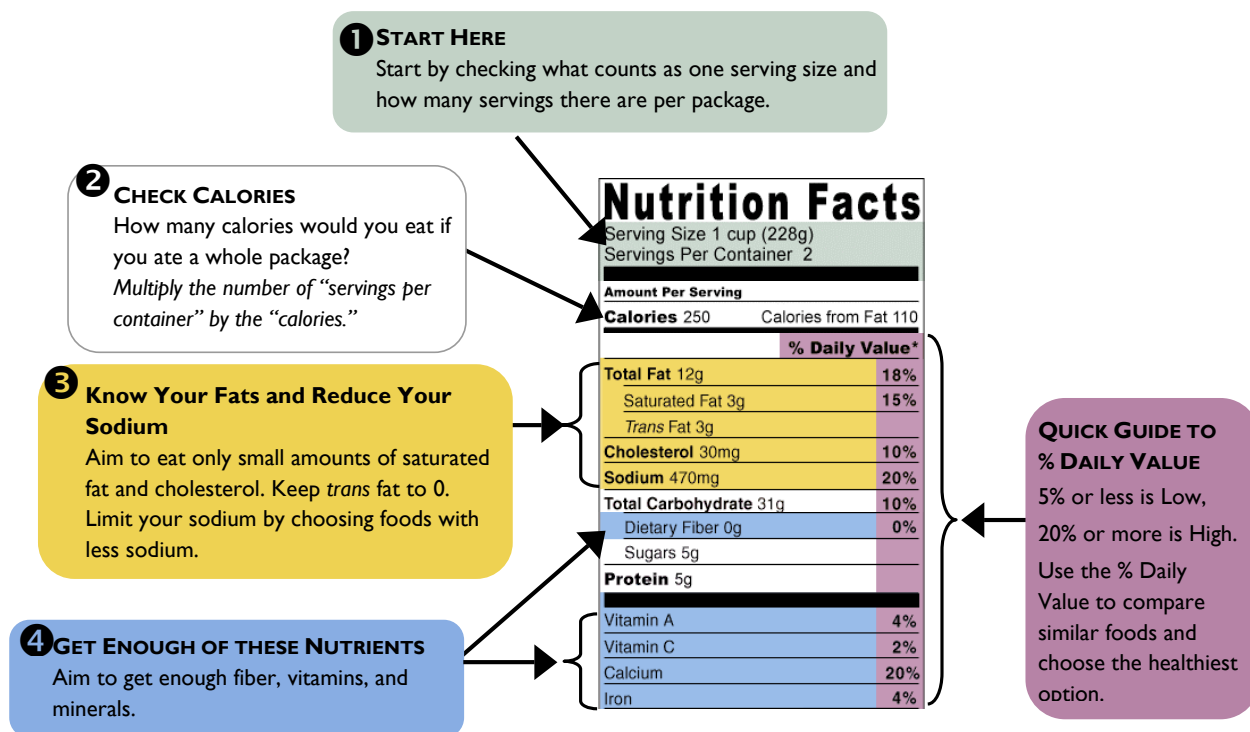 1 START HERE
Start by checking what counts as one serving size and
how many servings there are per package.
2 CHECK CALORIES
How many calories would you eat if
you ate a whole package?
Multiply the number of “servings per
container” by the “calories.”
3 Know Your Fats and Reduce Your
Sodium
Aim to eat only small amounts of saturated
fat and cholesterol. Keep trans fat to 0.
Limit your sodium by choosing foods with
less sodium.
4 GET ENOUGH OF THESE NUTRIENTS
Aim to get enough fiber, vitamins, and
minerals.
Nutrition Facts
Serving Size 1 cup (228g)
Servings Per Container 2
Amount Per Serving
Calories 250 Calories from Fat 110
% Daily Value*
Total Fat 12g 18%
Saturated Fat 3g 15%
Trans Fat 3g
Cholesterol 30mg 10%
Sodium 470mg 20%
Total Carbohydrate 31g 10%
Dietary Fiber 0g 0%
Sugars 5g
Protein 5g
Vitamin A 4%
Vitamin C 2%
Calcium 20%
Iron 4%
QUICK GUIDE TO
% DAILY VALUE
5% or less is Low,
20% or more is High.
Use the % Daily
Value to compare
similar foods and
choose the healthiest
option.